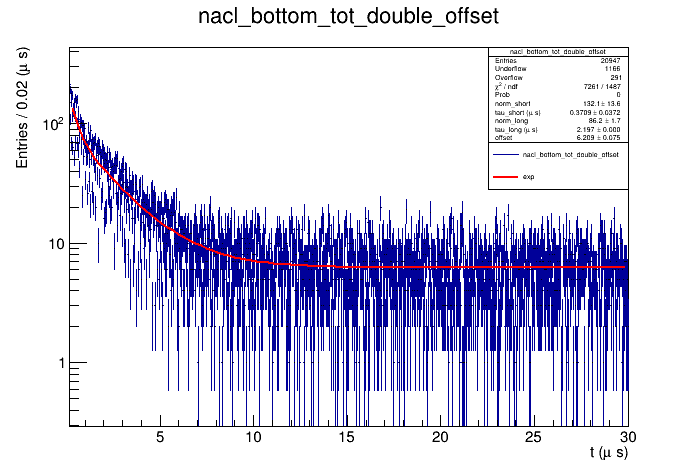 nacl_bottom_tot_double_offset
Entries / 0.02 (μ s)
nacl_bottom_tot_double_offset
Entries 20947
Underflow 1166
Overflow 291
χ² / ndf 7261 / 1487
Prob 0
norm_short 132.1 ± 13.6
tau_short (μ s) 0.3709 ± 0.0372
norm_long 86.2 ± 1.7
tau_long (μ s) 2.197 ± 0.000
offset 6.209 ± 0.075
nacl_bottom_tot_double_offset
exp
10²
10
1
5 10 15 20 25 30
t (μ s)